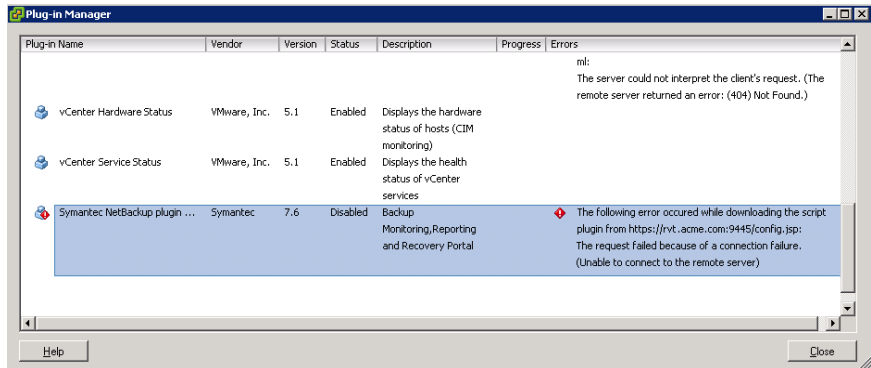 Plug-in Manager
Plug-in Name Vendor Version Status Description Progress Errors
ml:
The server could not interpret the client's request. (The
remote server returned an error: (404) Not Found.)
vCenter Hardware Status VMware, Inc. 5.1 Enabled Displays the hardware
status of hosts (CIM
monitoring)
vCenter Service Status VMware, Inc. 5.1 Enabled Displays the health
status of vCenter
services
Symantec NetBackup plugin ... Symantec 7.6 Disabled Backup The following error occured while downloading the script
Monitoring,Reporting plugin from https://rvt.acme.com:9445/config.jsp:
and Recovery Portal The request failed because of a connection failure.
(Unable to connect to the remote server)
Help Close